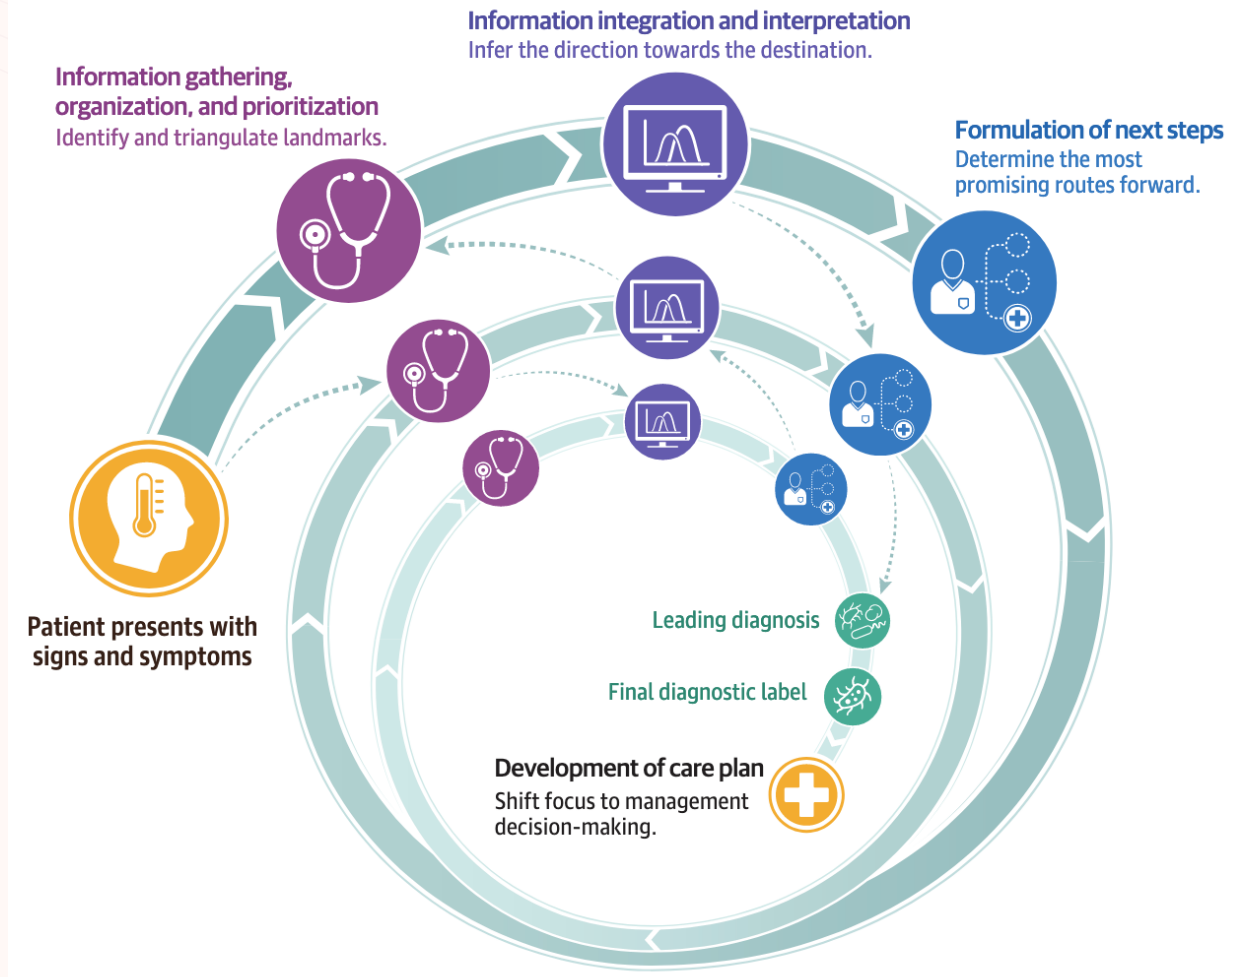 Information integration and interpretation
Infer the direction towards the destination.
Information gathering,
organization, and prioritization
Identify and triangulate landmarks.
Formulation of next steps
Determine the most
promising routes forward.
Patient presents with
signs and symptoms
Leading diagnosis
Final diagnostic label
Development of care plan
Shift focus to management
decision-making.